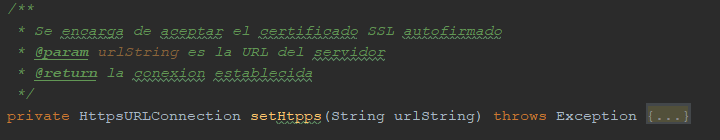 /**
* Se encarga de aceptar el certificado SSL autofirmado
* @param urlString es la URL del servidor
* @return la conexion establecida
*/
private HttpsURLConnection setHtpps(String urlString) throws Exception {...}